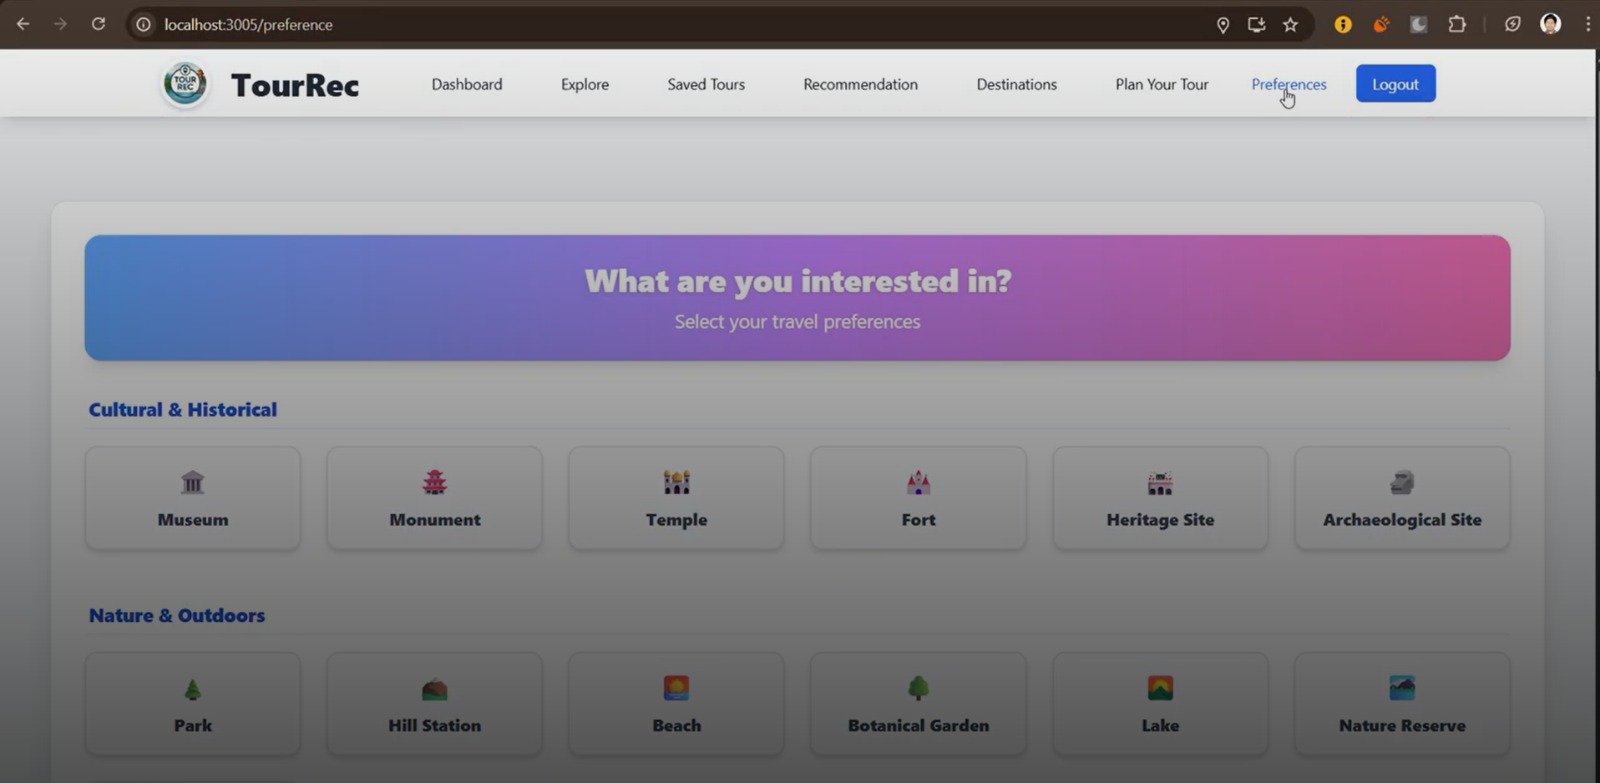 localhost:3005/preference
TOUR REC TourRec Dashboard Explore Saved Tours Recommendation Destinations Plan Your Tour Preferences Logout
What are you interested in?
Select your travel preferences
Cultural & Historical
Museum Monument Temple Fort Heritage Site Archaeological Site
Nature & Outdoors
Park Hill Station Beach Botanical Garden Lake Nature Reserve